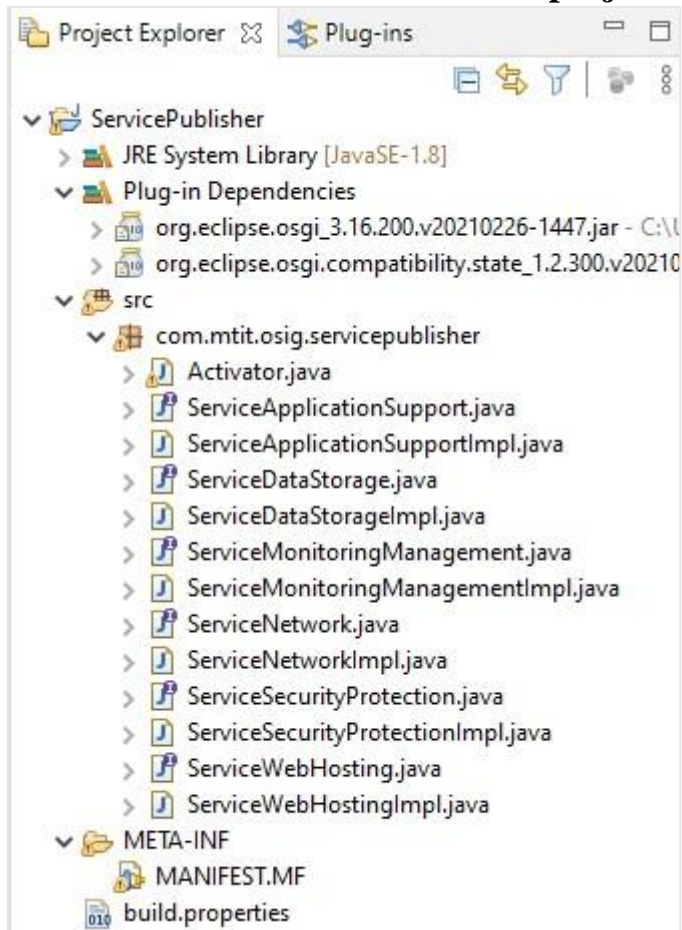 Project Explorer Plug-ins
ServicePublisher
JRE System Library [JavaSE-1.8]
Plug-in Dependencies
org.eclipse.osgi_3.16.200.v20210226-1447.jar - C:\U
org.eclipse.osgi.compatibility.state_1.2.300.v20210
src
com.mtit.osig.servicepublisher
Activator.java
ServiceApplicationSupport.java
ServiceApplicationSupportImpl.java
ServiceDataStorage.java
ServiceDataStorageImpl.java
ServiceMonitoringManagement.java
ServiceMonitoringManagementImpl.java
ServiceNetwork.java
ServiceNetworkImpl.java
ServiceSecurityProtection.java
ServiceSecurityProtectionImpl.java
ServiceWebHosting.java
ServiceWebHostingImpl.java
META-INF
MANIFEST.MF
build.properties